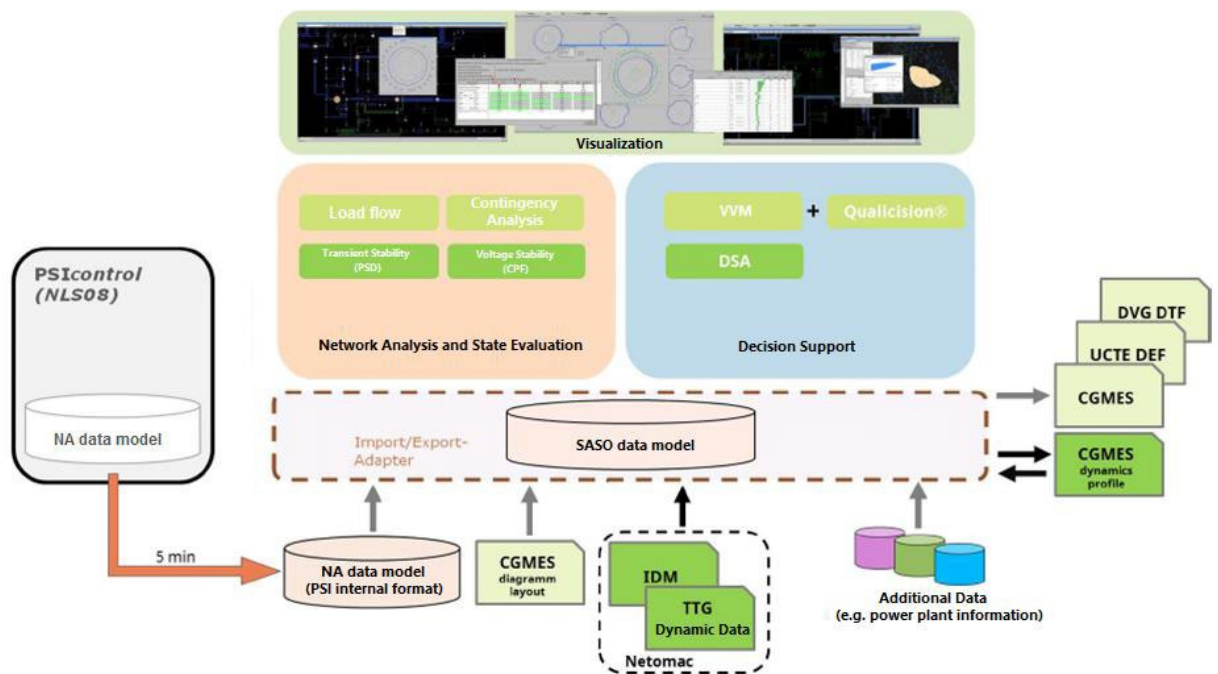 Visualization
Load flow
Contingency
Analysis
Transient Stability
(PSD)
Voltage Stability
(CPF)
Network Analysis and State Evaluation
VVM
+
Qualicision®
DSA
Decision Support
PSIcontrol
(NLS08)
NA data model
Import/Export-
Adapter
SASO data model
DVG DTF
UCTE DEF
CGMES
CGMES
dynamics
profile
5 min
NA data model
(PSI internal format)
CGMES
diagramm
layout
IDM
TTG
Dynamic Data
Netomac
Additional Data
(e.g. power plant information)